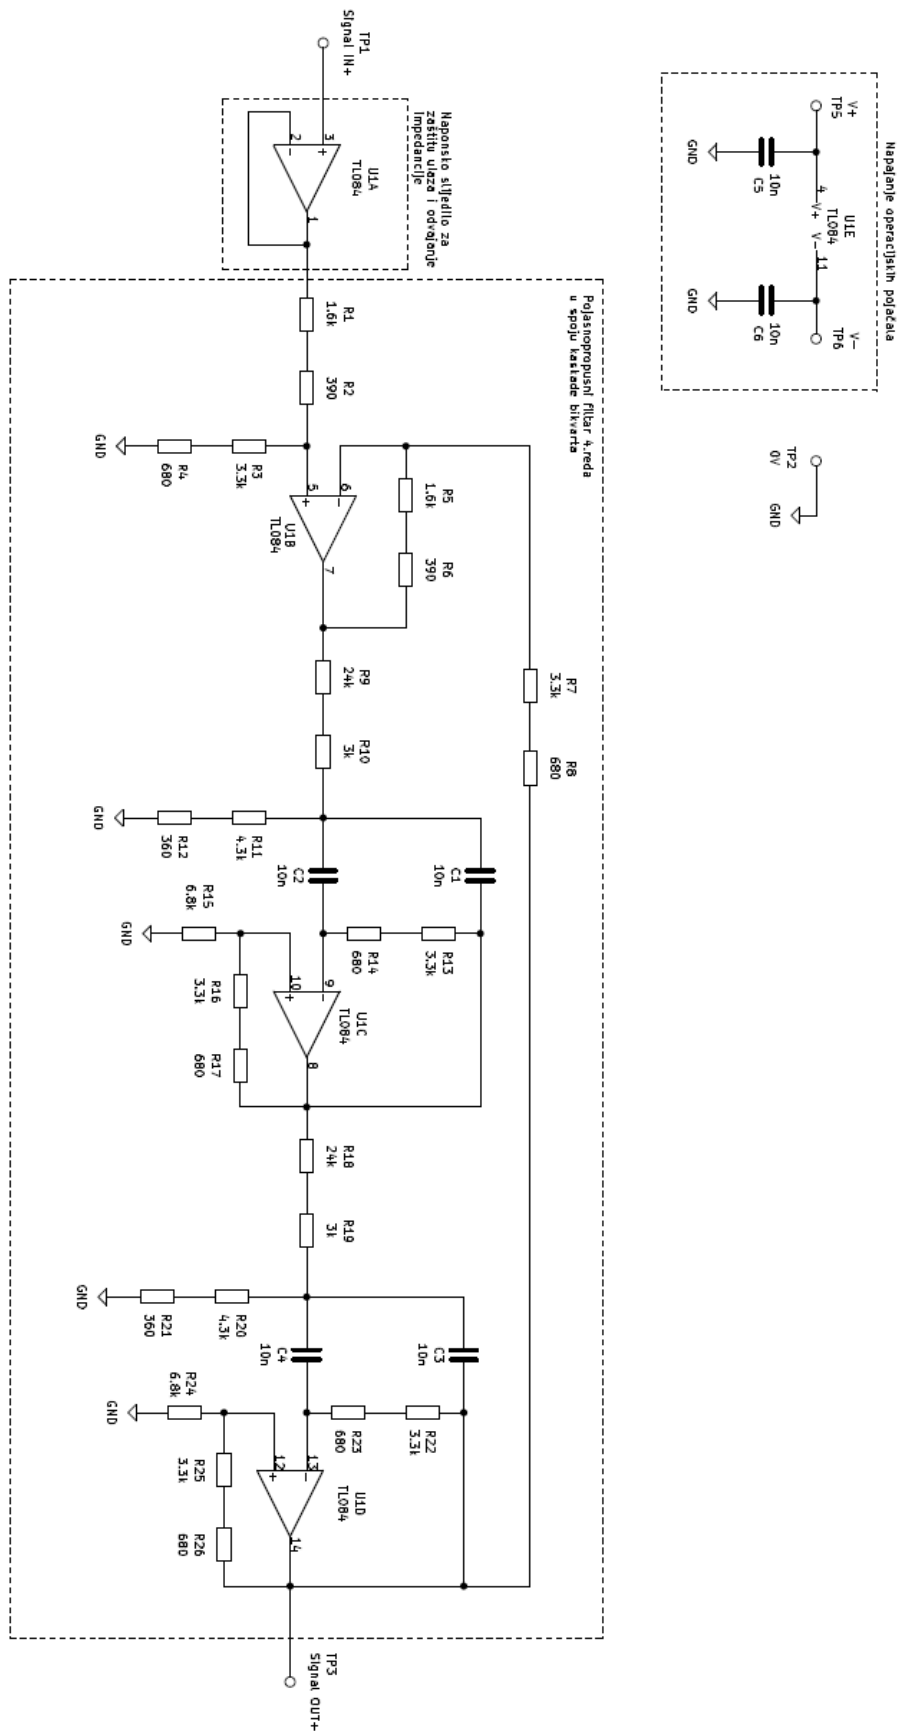 Napajanje operacijskih pojačala
V+
TP5
4
V+
V-
U1E
TL084
11
V-
TP6
10n
C5
GND
10n
C6
GND
TP2
0V
GND
TP1
Signal IN+
Naponsko slijedilo za
zaštitu ulaza i odvajanje
impedancije
3
+
2
-
U1A
TL084
1
Pojasnopropusni filtar 4.reda
u spoju kaskade bikvarta
R1
1.6k
R2
390
R3
3.3k
R4
680
GND
6
-
5
+
U1B
TL084
7
R5
1.6k
R6
390
R7
3.3k
R8
680
R9
24k
R10
3k
R11
4.3k
R12
360
GND
C1
10n
C2
10n
R13
3.3k
R14
680
R15
6.8k
GND
R16
3.3k
R17
680
9
-
10
+
U1C
TL084
8
R18
24k
R19
3k
R20
4.3k
R21
360
GND
C3
10n
C4
10n
R22
3.3k
R23
680
R24
6.8k
GND
R25
3.3k
R26
680
13
-
12
+
U1D
TL084
14
TP3
Signal OUT+